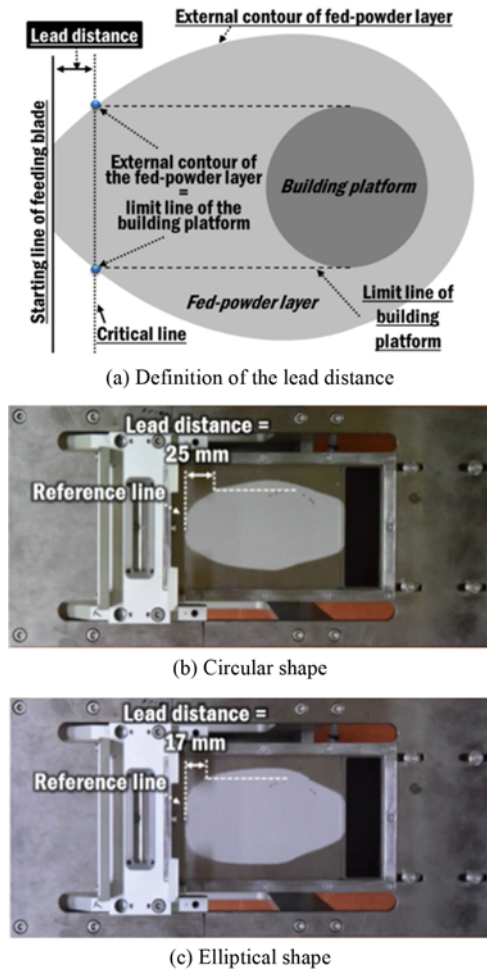 Lead distance
External contour of fed-powder layer
Starting line of feeding blade
External contour of
the fed-powder layer
=
limit line of the
building platform
Building platform
Fed-powder layer
Limit line of
building
platform
Critical line
(a) Definition of the lead distance
Lead distance =
25 mm
Reference line
(b) Circular shape
Lead distance =
17 mm
Reference line
(c) Elliptical shape